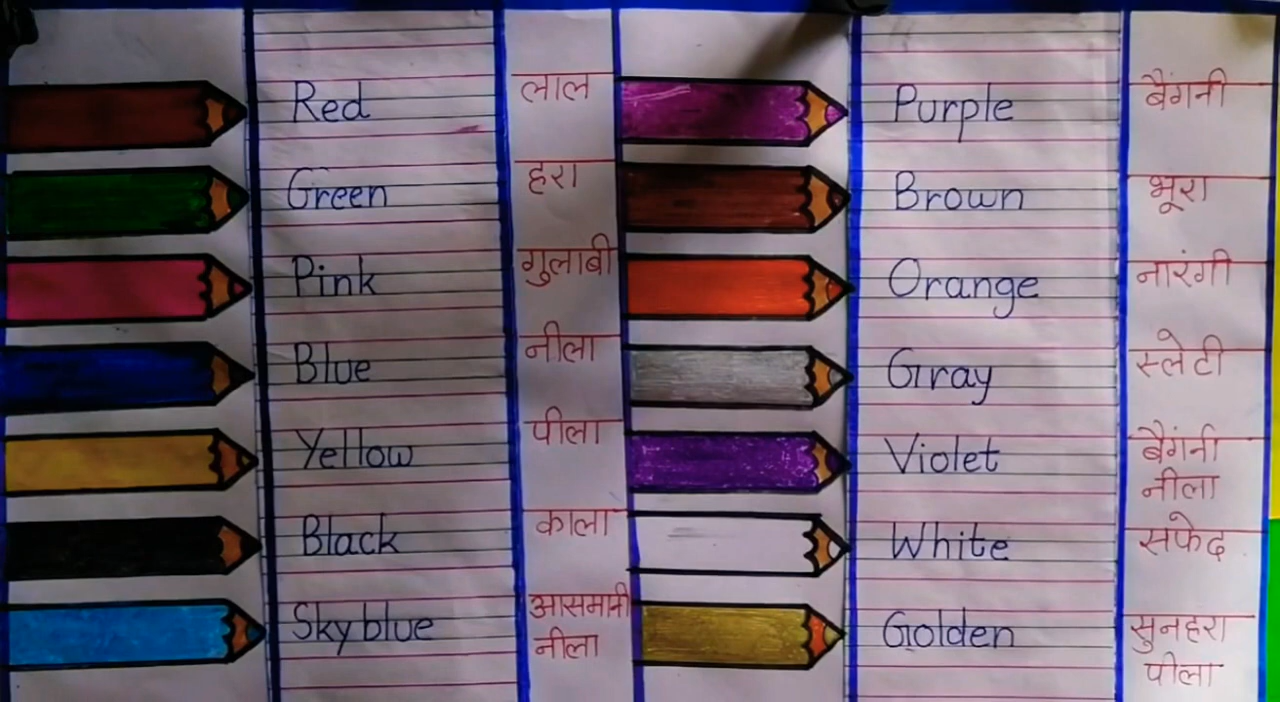 Red लाल Purple बैंगनी
Green हरा Brown भूरा
Pink गुलाबी Orange नारंगी
Blue नीला Gray स्लेटी
Yellow पीला Violet बैंगनी
नीला
Black काला White सफेद
Skyblue आसमानी Golden सुनहरा
नीला पीला